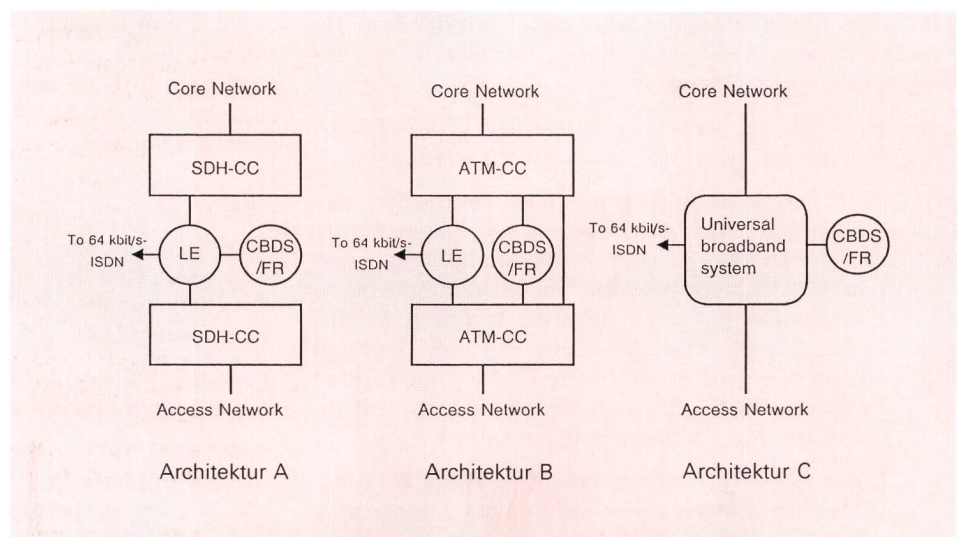 Core Network
SDH-CC
To 64 kbit/s-
ISDN
LE
CBDS
/FR
SDH-CC
Access Network
Architektur A
Core Network
ATM-CC
To 64 kbit/s-
ISDN
LE
CBDS
/FR
ATM-CC
Access Network
Architektur B
Core Network
To 64 kbit/s-
ISDN
Universal
broadband
system
CBDS
/FR
Access Network
Architektur C